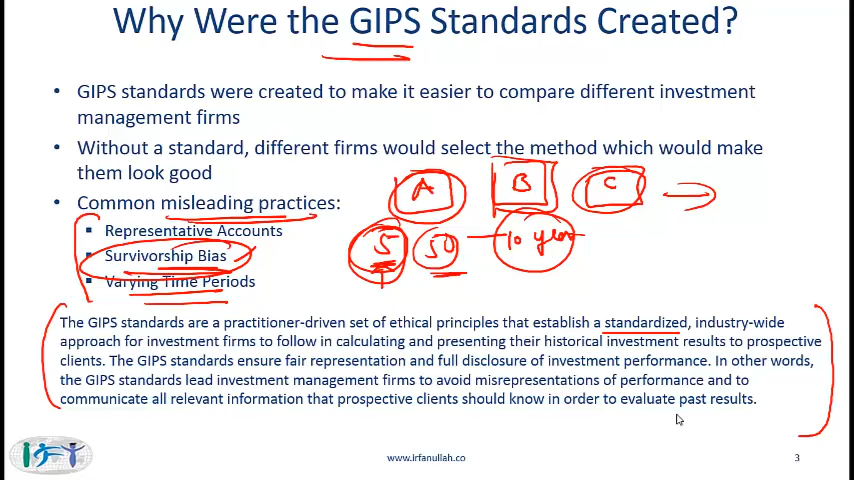 Why Were the GIPS Standards Created?
• GIPS standards were created to make it easier to compare different investment
management firms
• Without a standard, different firms would select the method which would make
them look good
• Common misleading practices:
A B C
▪ Representative Accounts
▪ Survivorship Bias
5 50 10 year
▪ Varying Time Periods
The GIPS standards are a practitioner-driven set of ethical principles that establish a standardized, industry-wide
approach for investment firms to follow in calculating and presenting their historical investment results to prospective
clients. The GIPS standards ensure fair representation and full disclosure of investment performance. In other words,
the GIPS standards lead investment management firms to avoid misrepresentations of performance and to
communicate all relevant information that prospective clients should know in order to evaluate past results.
www.irfanullah.co
3